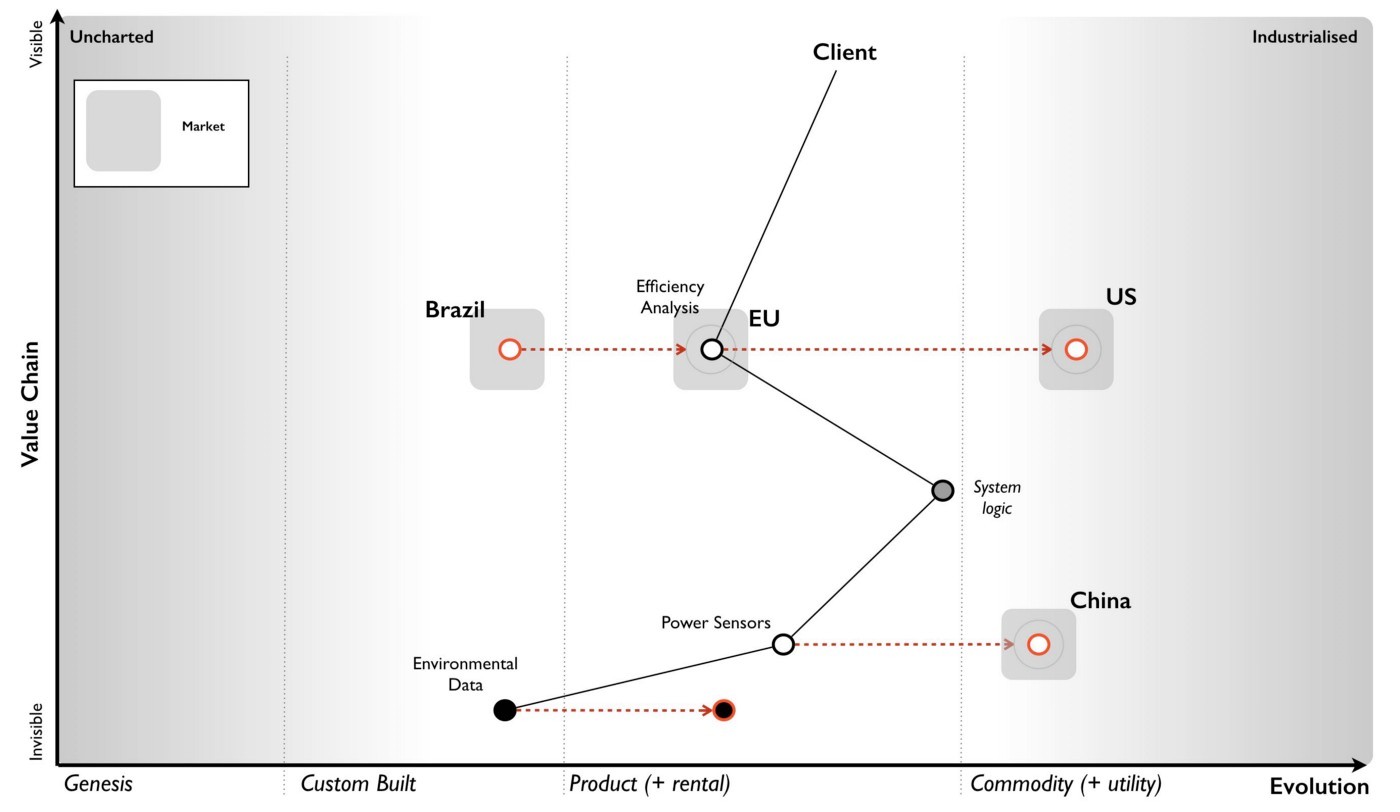 Visible
Uncharted
Client
Industrialised
Market
Efficiency
Analysis
Brazil
EU
US
Value Chain
System
logic
China
Power Sensors
Environmental
Data
Invisible
Genesis
Custom Built
Product (+ rental)
Commodity (+ utility)
Evolution